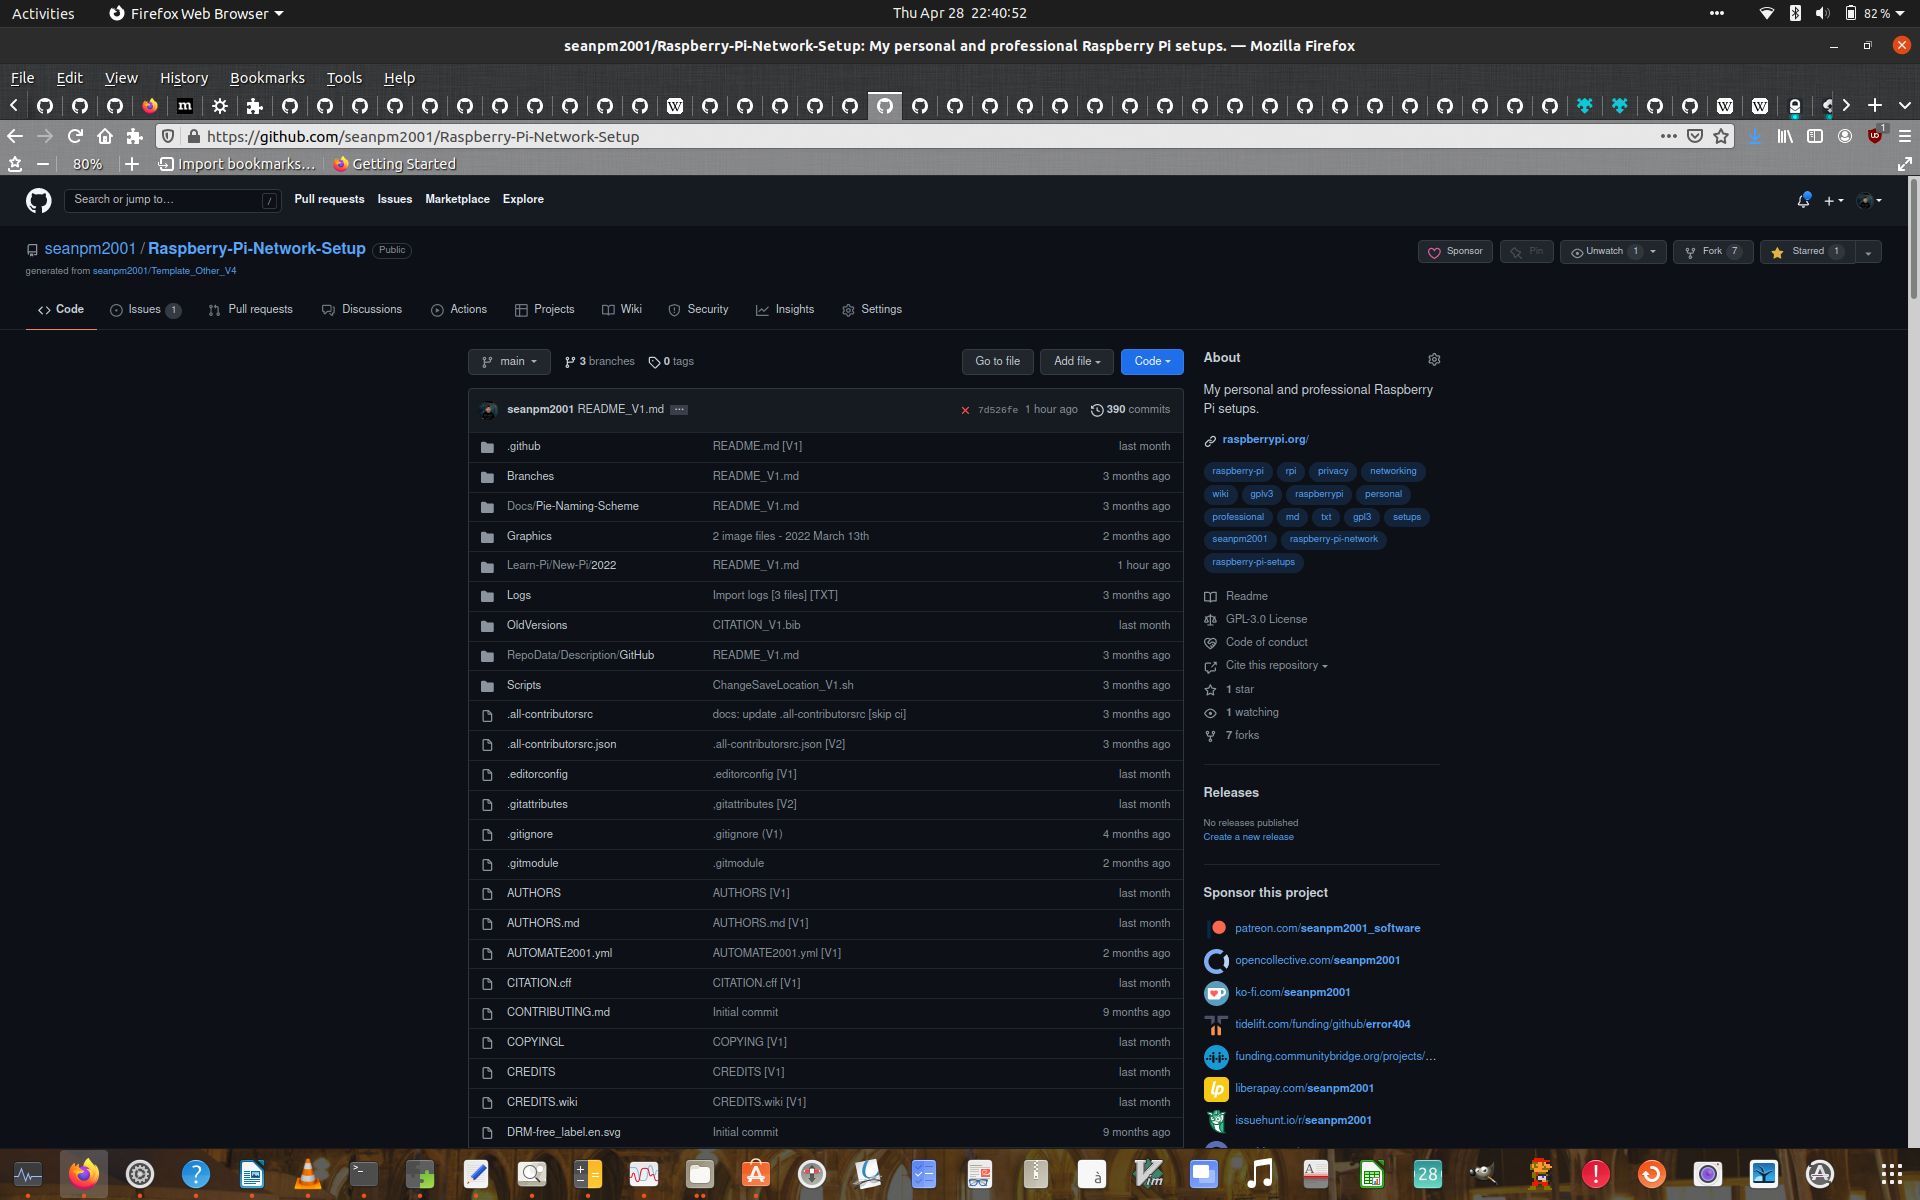 Activities
Firefox Web Browser
Thu Apr 28 22:40:52
82 %
seanpm2001/Raspberry-Pi-Network-Setup: My personal and professional Raspberry Pi setups. — Mozilla Firefox
File Edit View History Bookmarks Tools Help
https://github.com/seanpm2001/Raspberry-Pi-Network-Setup
80%
Import bookmarks...
Getting Started
Search or jump to...
/
Pull requests Issues Marketplace Explore
seanpm2001 / Raspberry-Pi-Network-Setup Public
generated from seanpm2001/Template_Other_V4
Sponsor
Pin
Unwatch 1
Fork 7
Starred 1
Code
Issues 1
Pull requests
Discussions
Actions
Projects
Wiki
Security
Insights
Settings
main
3 branches
0 tags
Go to file
Add file
Code
seanpm2001 README_V1.md ... 7d526fe 1 hour ago 390 commits
.github README.md [V1] last month
Branches README_V1.md 3 months ago
Docs/Pie-Naming-Scheme README_V1.md 3 months ago
Graphics 2 image files - 2022 March 13th 2 months ago
Learn-Pi/New-Pi/2022 README_V1.md 1 hour ago
Logs Import logs [3 files] [TXT] 3 months ago
OldVersions CITATION_V1.bib last month
RepoData/Description/GitHub README_V1.md 3 months ago
Scripts ChangeSaveLocation_V1.sh 3 months ago
.all-contributorsrc docs: update .all-contributorsrc [skip ci] 3 months ago
.all-contributorsrc.json .all-contributorsrc.json [V2] 3 months ago
.editorconfig .editorconfig [V1] last month
.gitattributes ,gitattributes [V2] last month
.gitignore .gitignore (V1) 4 months ago
.gitmodule .gitmodule 2 months ago
AUTHORS AUTHORS [V1] last month
AUTHORS.md AUTHORS.md [V1] last month
AUTOMATE2001.yml AUTOMATE2001.yml [V1] 2 months ago
CITATION.cff CITATION.cff [V1] last month
CONTRIBUTING.md Initial commit 9 months ago
COPYINGL COPYING [V1] last month
CREDITS CREDITS [V1] last month
CREDITS.wiki CREDITS.wiki [V1] last month
DRM-free_label.en.svg Initial commit 9 months ago
About
My personal and professional Raspberry
Pi setups.
raspberrypi.org/
raspberry-pi rpi privacy networking
wiki gplv3 raspberrypi personal
professional md txt gpl3 setups
seanpm2001 raspberry-pi-network
raspberry-pi-setups
Readme
GPL-3.0 License
Code of conduct
Cite this repository
1 star
1 watching
7 forks
Releases
No releases published
Create a new release
Sponsor this project
patreon.com/seanpm2001_software
opencollective.com/seanpm2001
ko-fi.com/seanpm2001
tidelift.com/funding/github/error404
funding.communitybridge.org/projects/...
liberapay.com/seanpm2001
issuehunt.io/r/seanpm2001
28